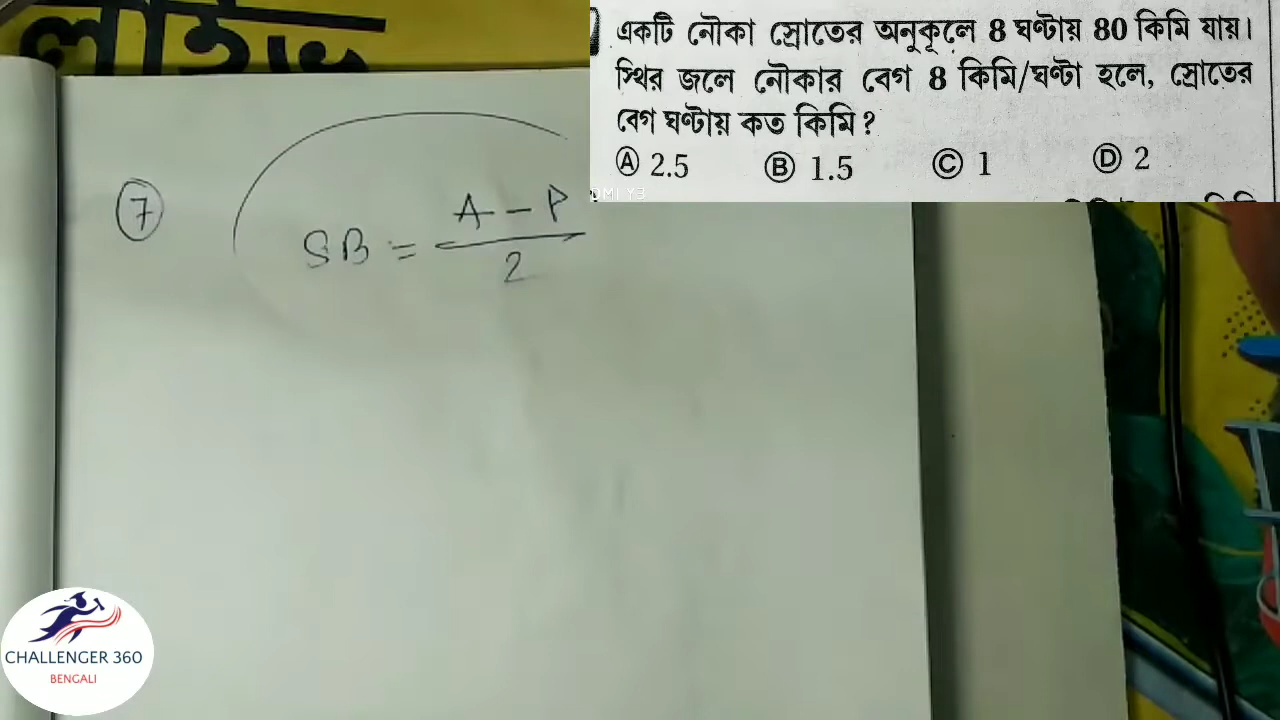 একটি নৌকা স্রোতের অনুকূলে 8 ঘণ্টায় 80 কিমি যায়।
স্থির জলে নৌকার বেগ 8 কিমি/ঘণ্টা হলে, স্রোতের
বেগ ঘণ্টায় কত কিমি?
Ⓐ 2.5 Ⓑ 1.5 Ⓒ 1 Ⓓ 2
⑦
SB = A - P
2
CHALLENGER 360
BENGALI